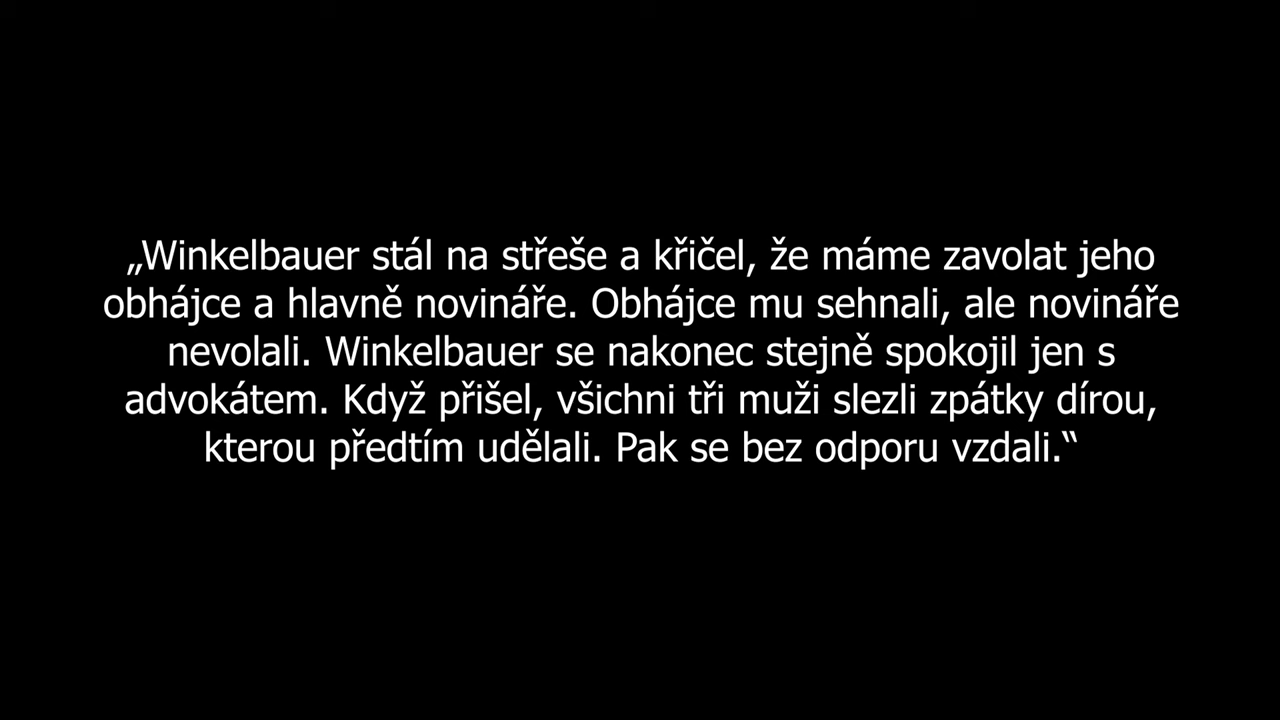 „Winkelbauer stál na střeše a křičel, že máme zavolat jeho
obhájce a hlavně novináře. Obhájce mu sehnali, ale novináře
nevolali. Winkelbauer se nakonec stejně spokojil jen s
advokátem. Když přišel, všichni tři muži slezli zpátky dírou,
kterou předtím udělali. Pak se bez odporu vzdali.“